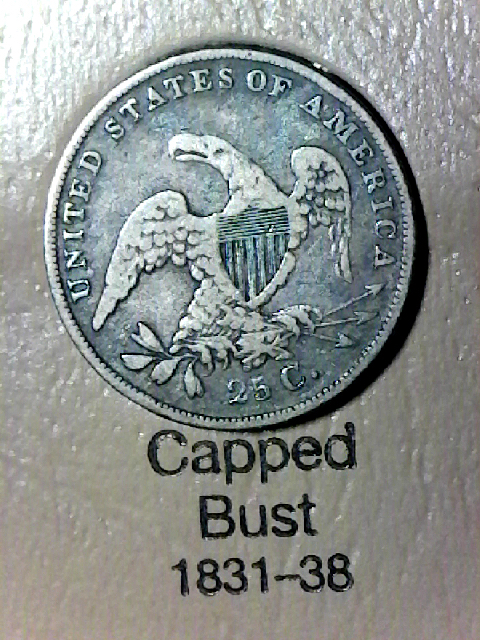 UNITED STATES OF AMERICA
25 C.
Capped
Bust
1831-38